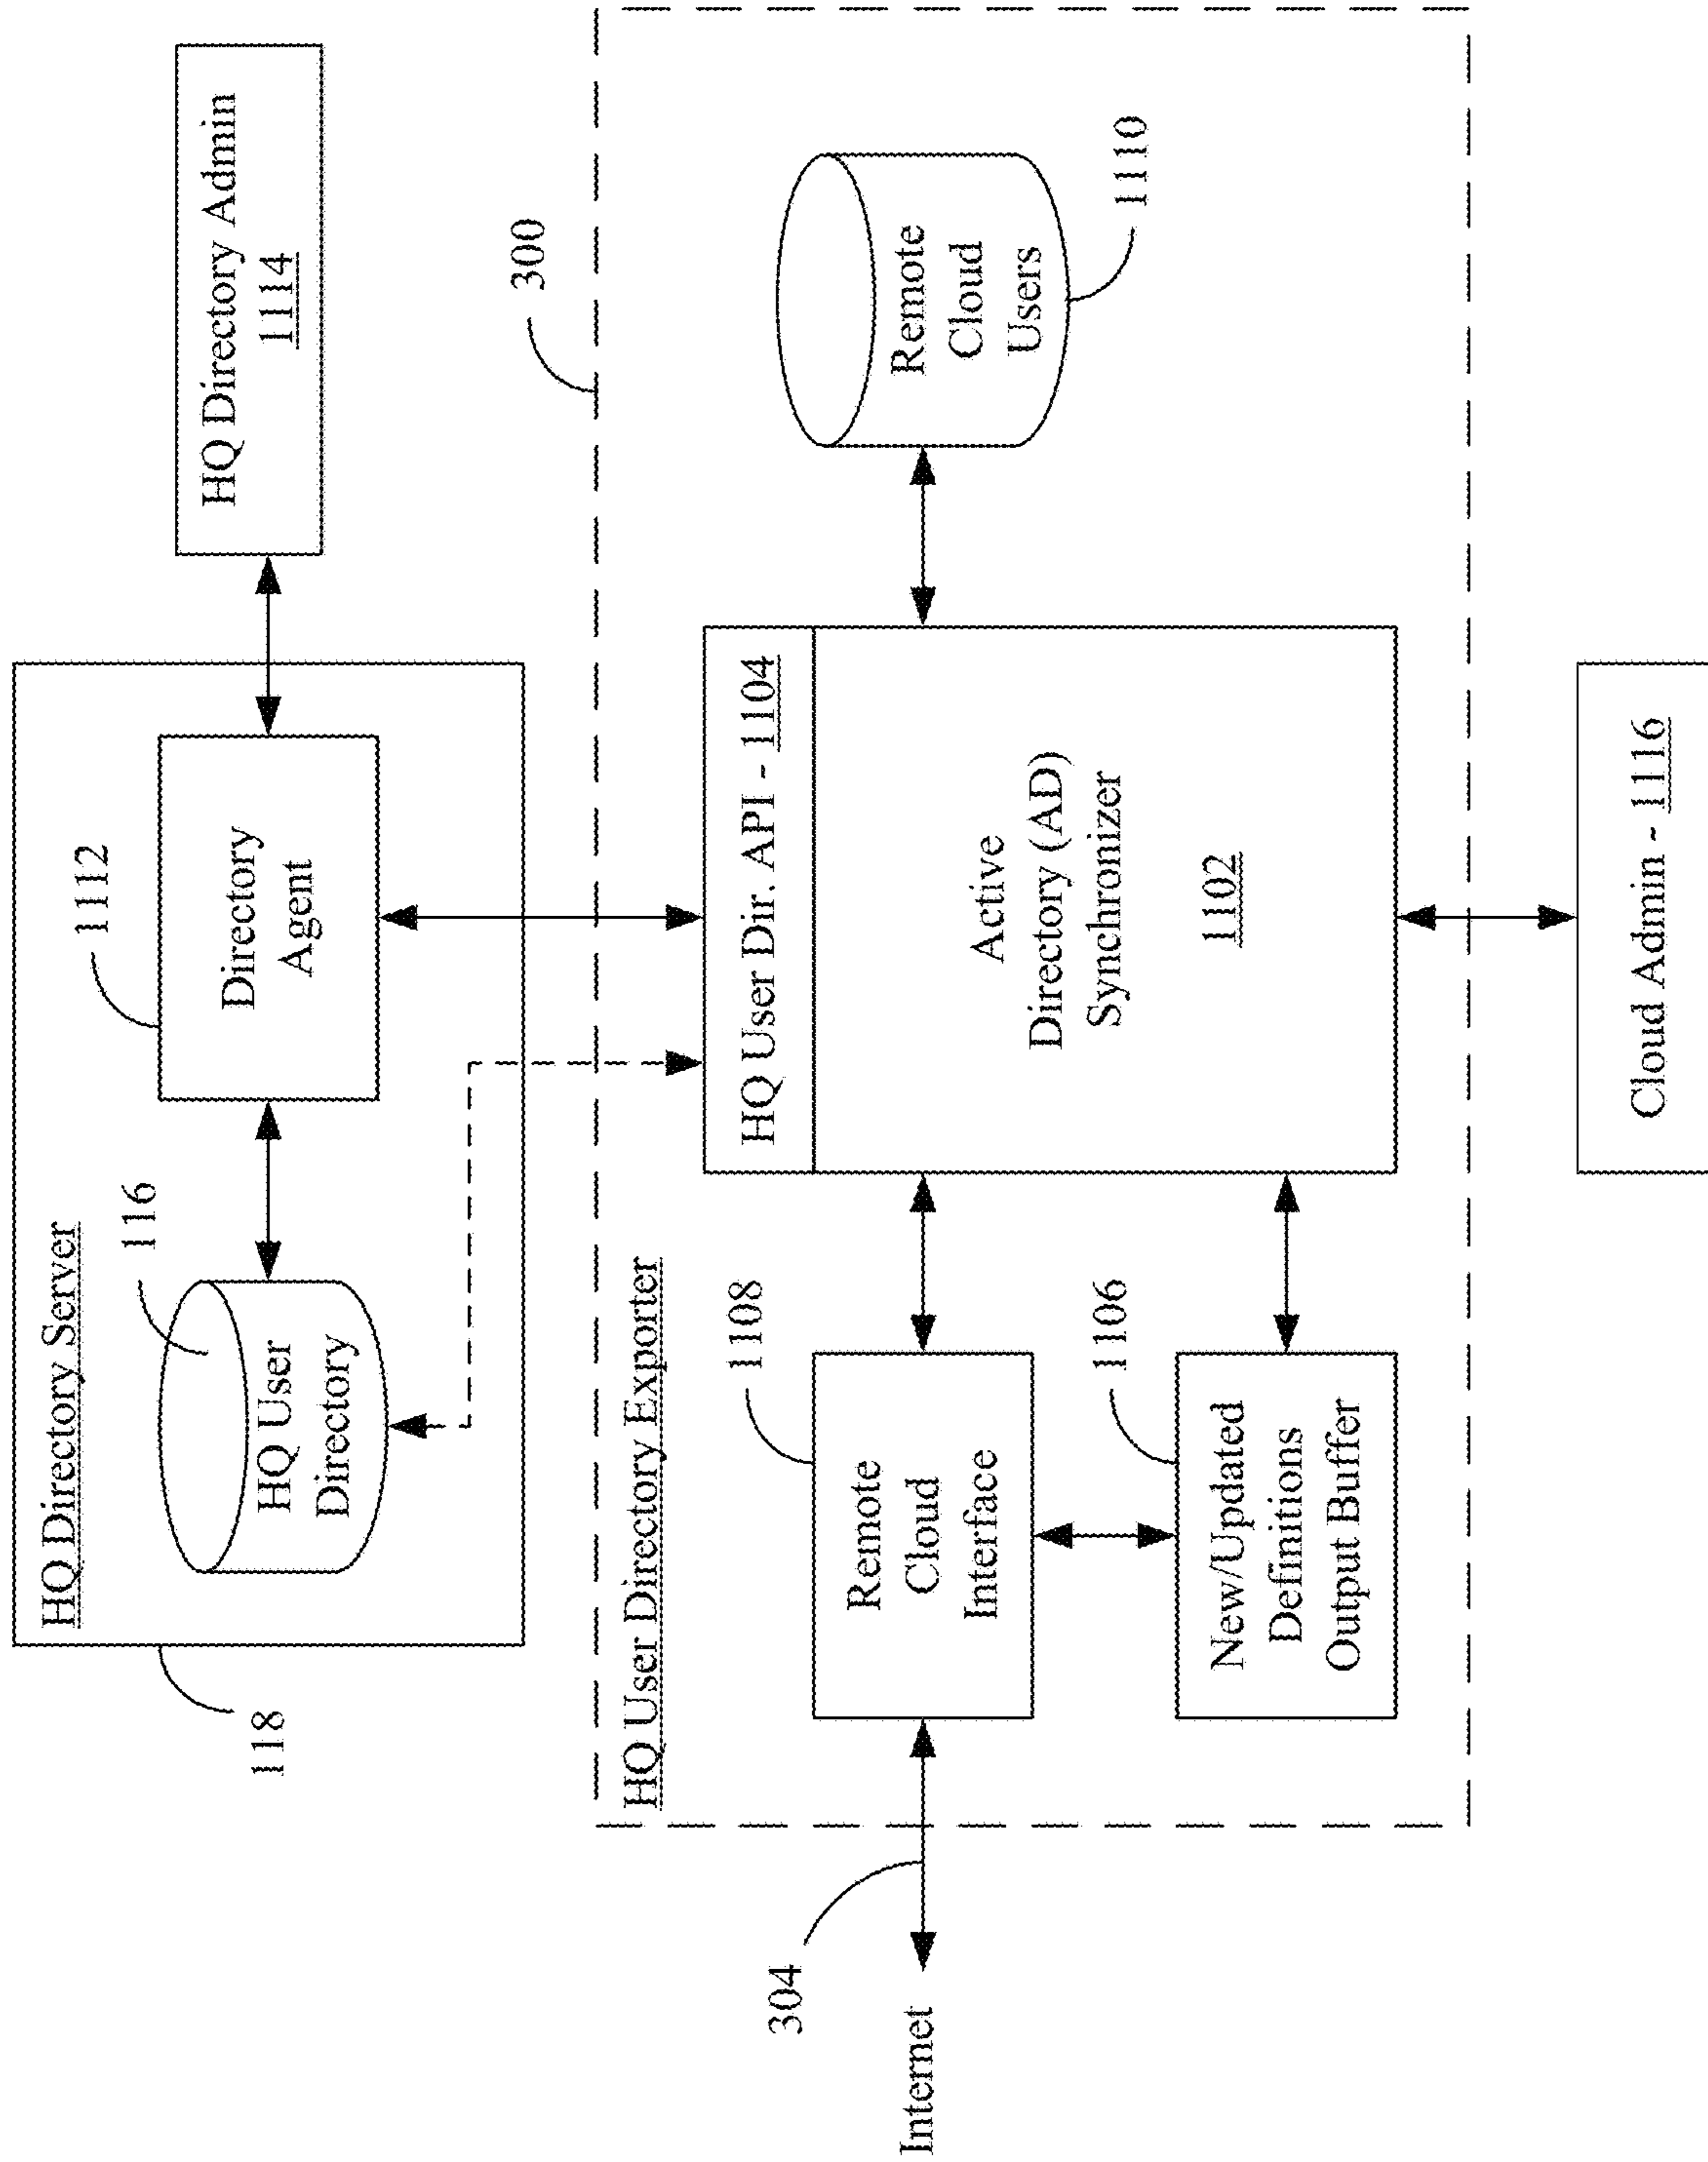 118
HQ Directory Server
116
HQ User
Directory
1112
Directory
Agent
HQ Directory Admin
1114
300
HQ User Directory Exporter
HQ User Dir. API - 1104
304
Internet
1108
Remote
Cloud
Interface
Active
Directory (AD)
Synchronizer
1102
Remote
Cloud
Users
1110
1106
New/Updated
Definitions
Output Buffer
Cloud Admin - 1116